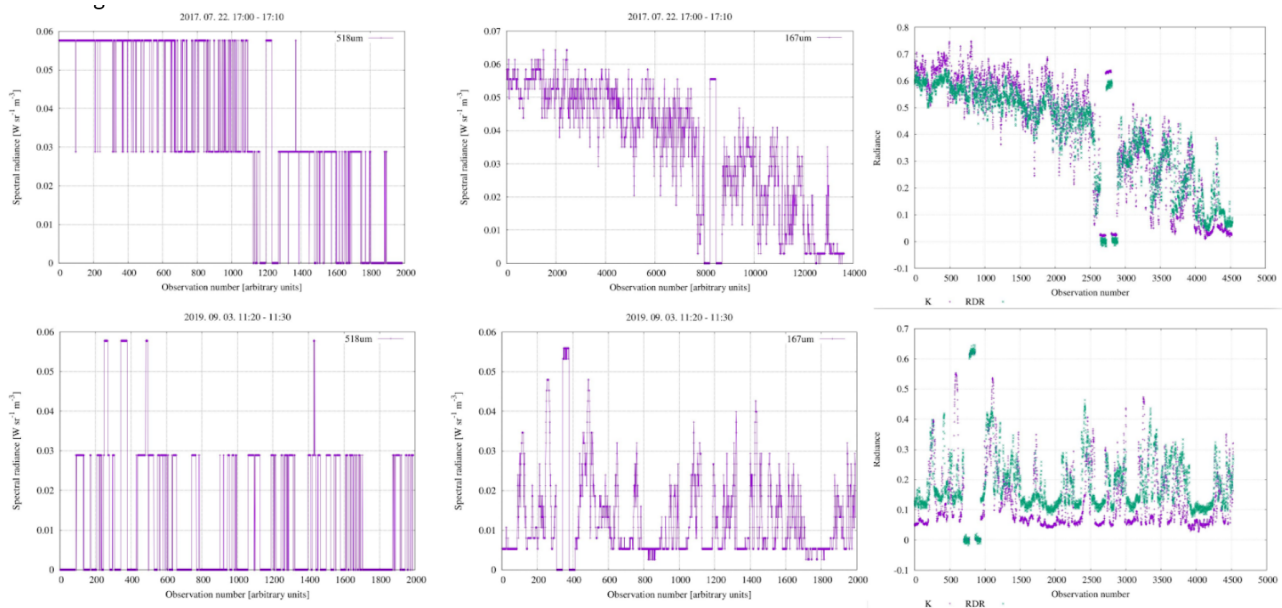 2017. 07. 22. 17:00 - 17:10
518um
0.06
0.05
0.04
0.03
0.02
0.01
0
Spectral radiance [W sr⁻¹ m⁻³]
0 200 400 600 800 1000 1200 1400 1600 1800 2000
Observation number [arbitrary units]
2017. 07. 22. 17:00 - 17:10
167um
0.07
0.06
0.05
0.04
0.03
0.02
0.01
0
Spectral radiance [W sr⁻¹ m⁻³]
0 2000 4000 6000 8000 10000 12000 14000
Observation number [arbitrary units]
0.8
0.7
0.6
0.5
0.4
0.3
0.2
0.1
0
-0.1
Radiance
0 500 1000 1500 2000 2500 3000 3500 4000 4500 5000
Observation number
K RDR
2019. 09. 03. 11:20 - 11:30
518um
0.06
0.05
0.04
0.03
0.02
0.01
0
Spectral radiance [W sr⁻¹ m⁻³]
0 200 400 600 800 1000 1200 1400 1600 1800 2000
Observation number [arbitrary units]
2019. 09. 03. 11:20 - 11:30
167um
0.06
0.05
0.04
0.03
0.02
0.01
0
Spectral radiance [W sr⁻¹ m⁻³]
0 200 400 600 800 1000 1200 1400 1600 1800 2000
Observation number [arbitrary units]
0.7
0.6
0.5
0.4
0.3
0.2
0.1
0
-0.1
Radiance
0 500 1000 1500 2000 2500 3000 3500 4000 4500 5000
Observation number
K RDR